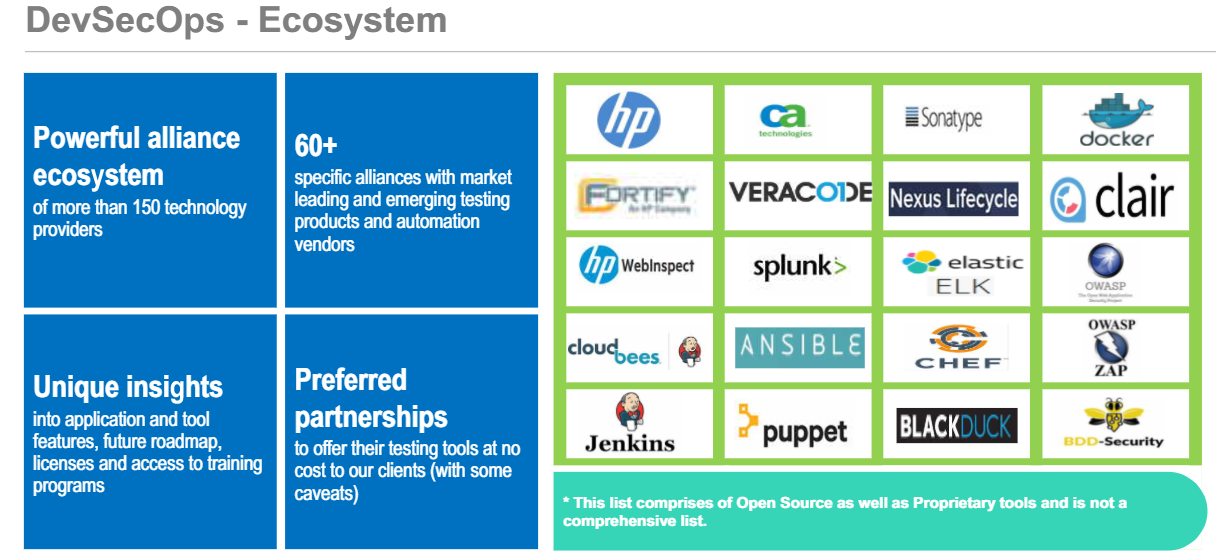 DevSecOps - Ecosystem
Powerful alliance
ecosystem
of more than 150 technology
providers
60+
specific alliances with market
leading and emerging testing
products and automation
vendors
Unique insights
into application and tool
features, future roadmap,
licenses and access to training
programs
Preferred
partnerships
to offer their testing tools at no
cost to our clients (with some
caveats)
hp
ca
technologies
Sonatype
docker
FORTIFY
An HP Company
VERACODE
Nexus Lifecycle
clair
hp WebInspect
splunk>
elastic
ELK
OWASP
The Open Web Application
Security Project
cloudbees
ANSIBLE
CHEF
OWASP
ZAP
Jenkins
puppet
BLACKDUCK
BDD-Security
* This list comprises of Open Source as well as Proprietary tools and is not a
comprehensive list.